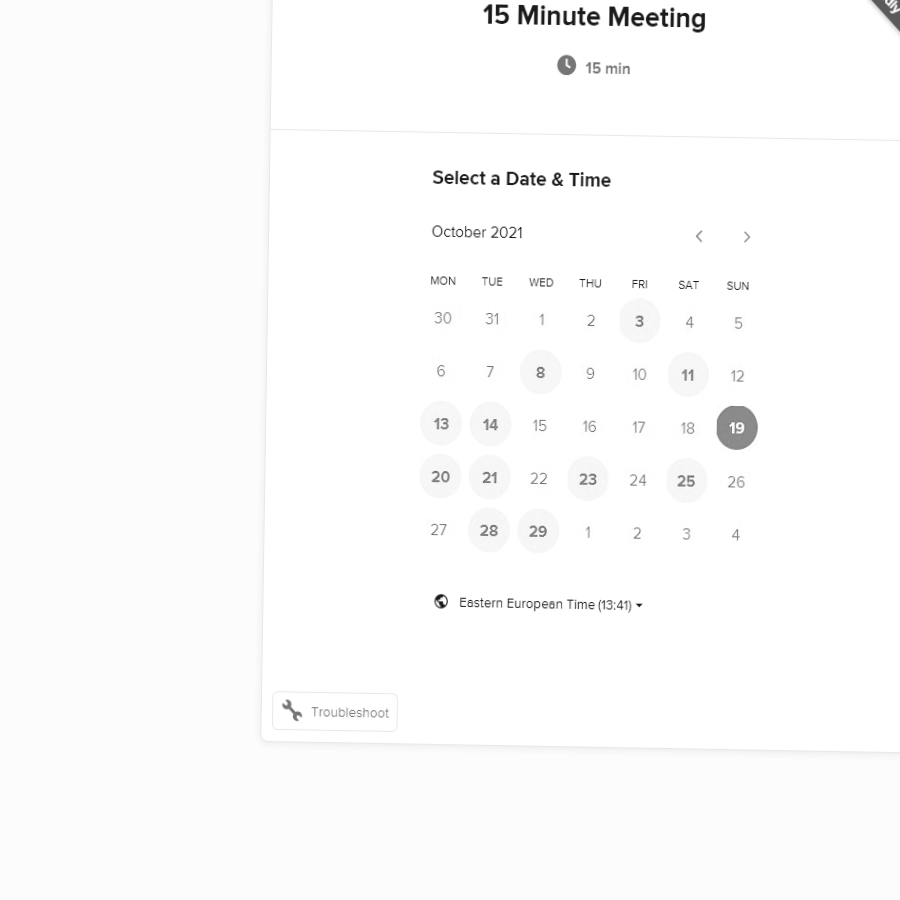 15 Minute Meeting
15 min
Select a Date & Time
October 2021
MON TUE WED THU FRI SAT SUN
30 31 1 2 3 4 5
6 7 8 9 10 11 12
13 14 15 16 17 18 19
20 21 22 23 24 25 26
27 28 29 1 2 3 4
Eastern European Time (13:41)
Troubleshoot